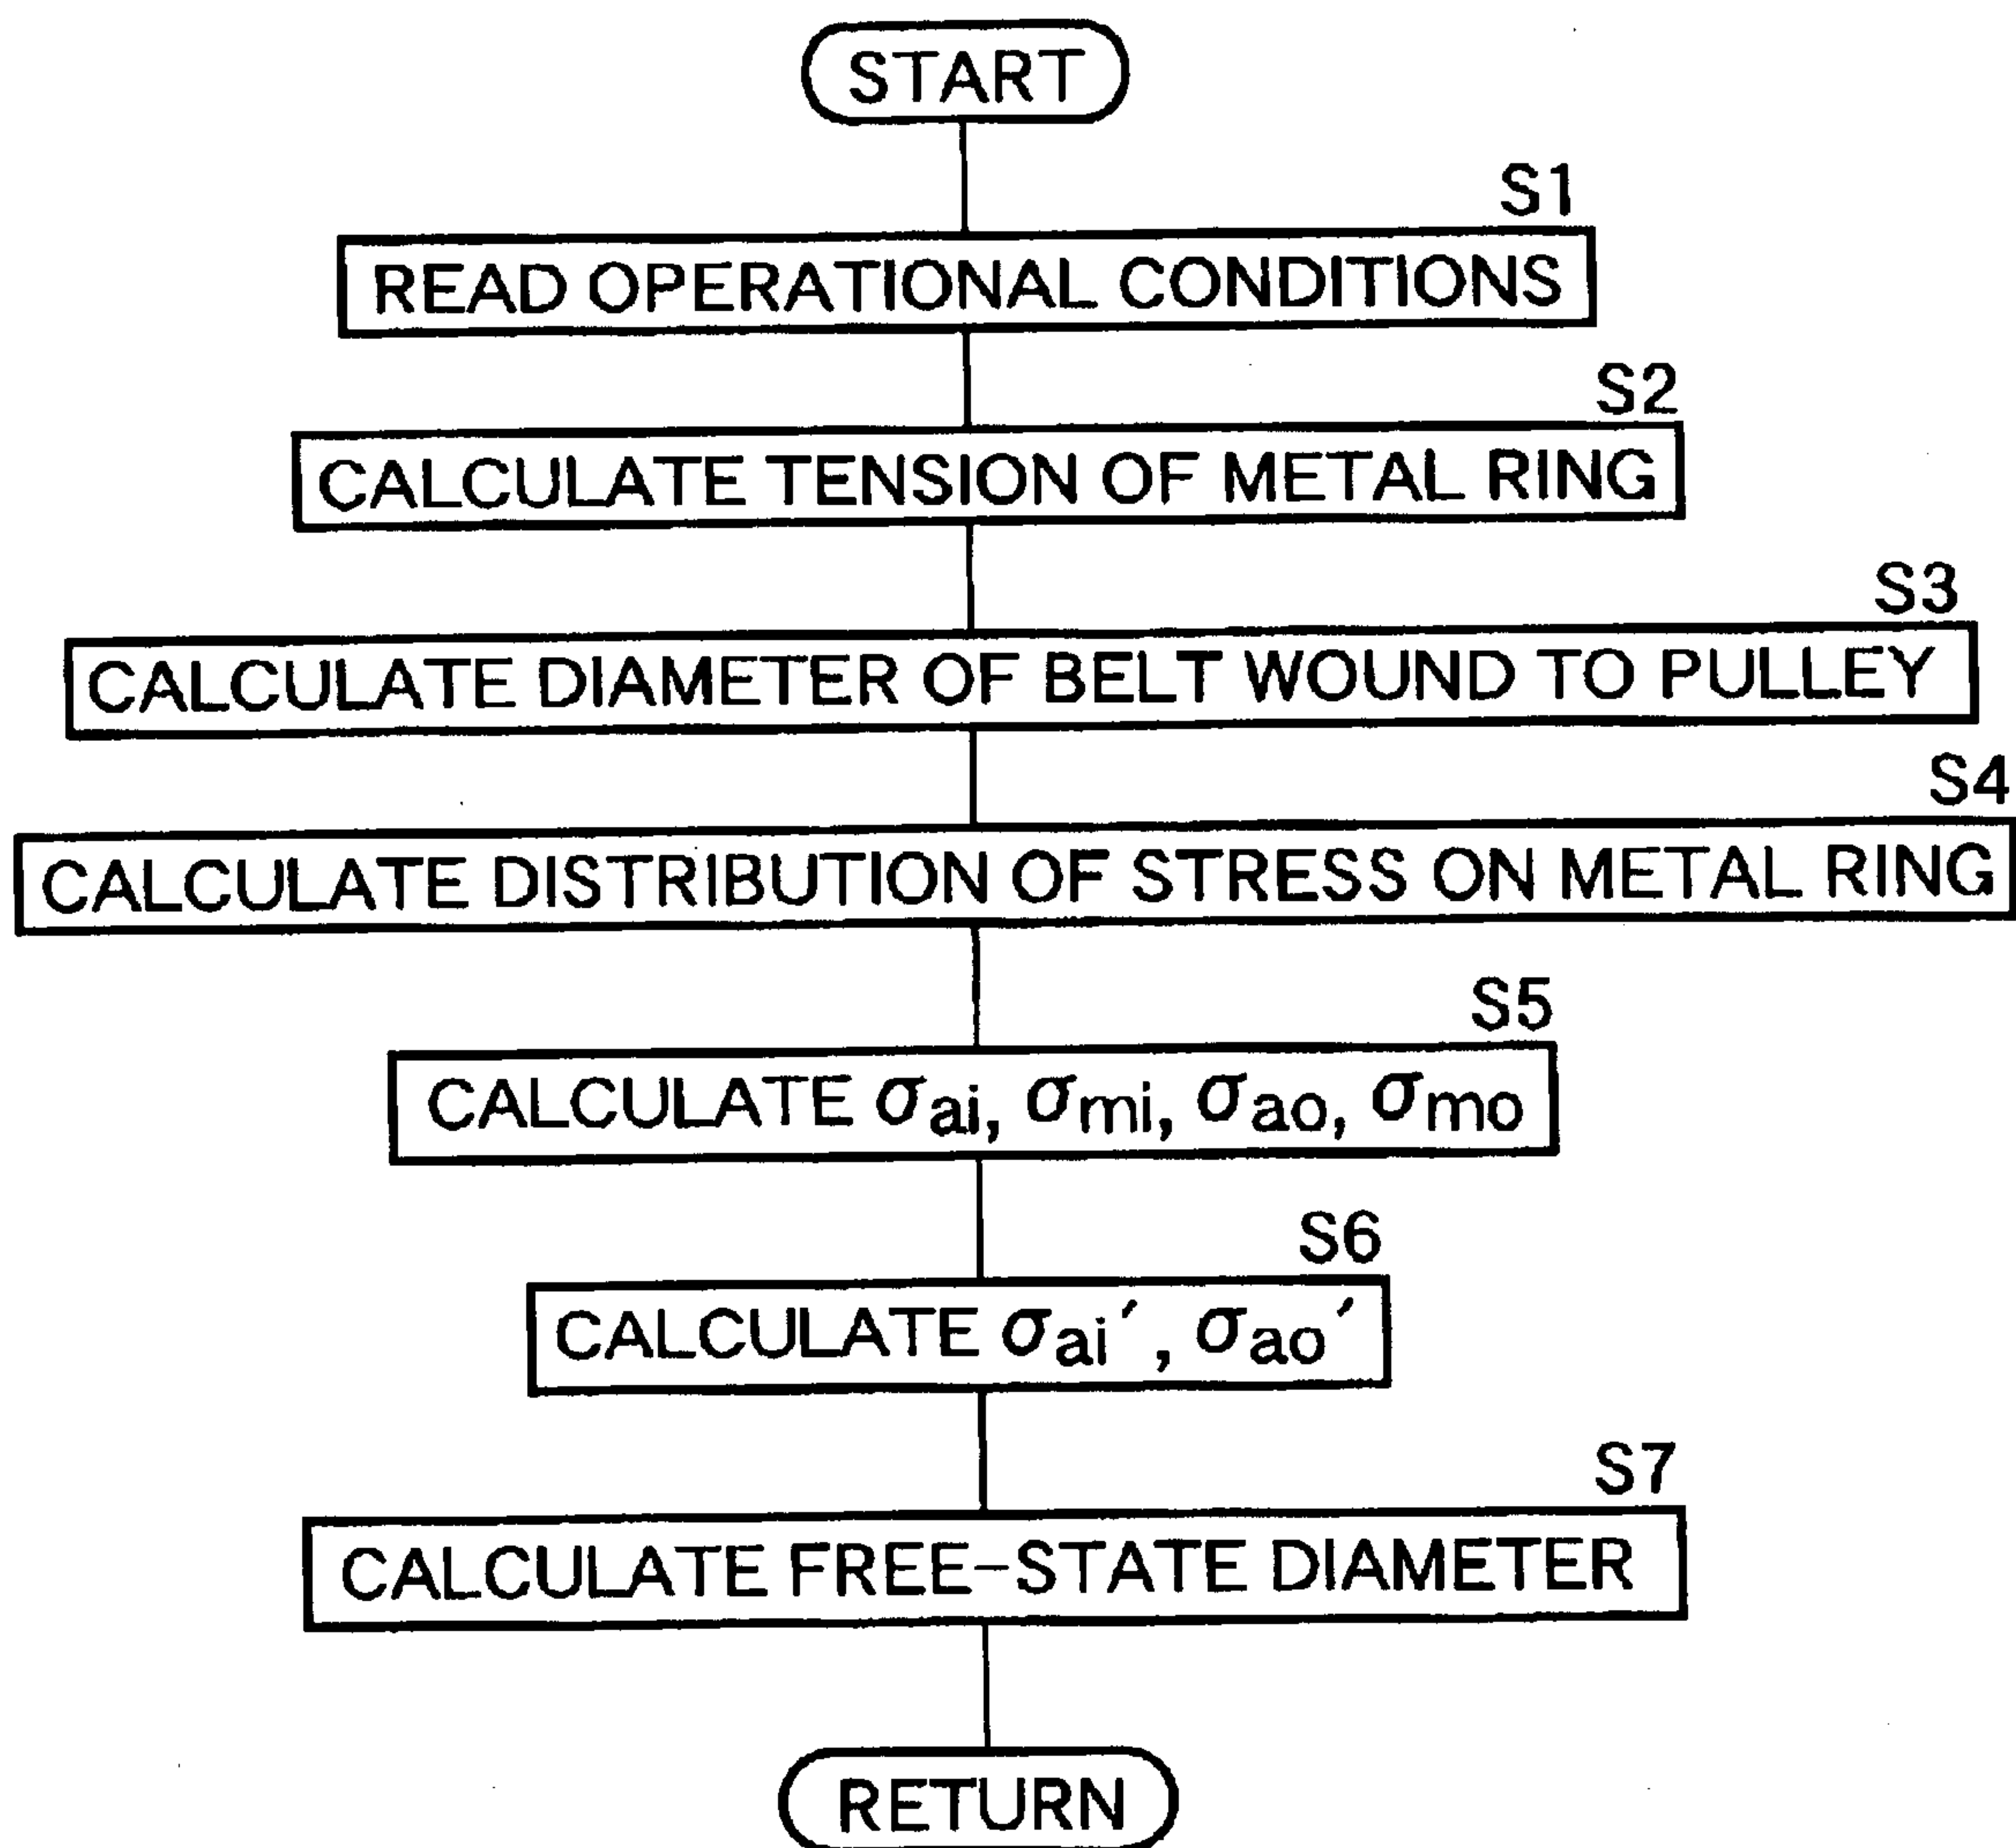 START
S1
READ OPERATIONAL CONDITIONS
S2
CALCULATE TENSION OF METAL RING
S3
CALCULATE DIAMETER OF BELT WOUND TO PULLEY
S4
CALCULATE DISTRIBUTION OF STRESS ON METAL RING
S5
CALCULATE σai, σmi, σao, σmo
S6
CALCULATE σai′, σao′
S7
CALCULATE FREE-STATE DIAMETER
RETURN